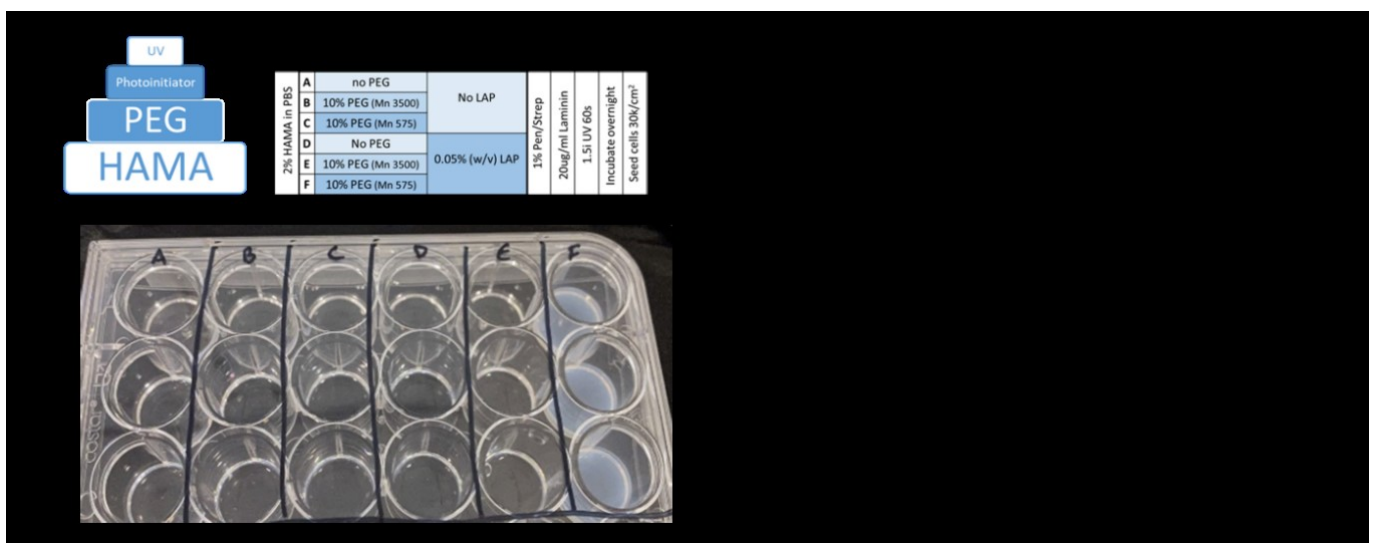 UV
Photoinitiator
PEG
HAMA
2% HAMA in PBS
A no PEG
B 10% PEG (Mn 3500)
C 10% PEG (Mn 575)
D No PEG
E 10% PEG (Mn 3500)
F 10% PEG (Mn 575)
No LAP
0.05% (w/v) LAP
1% Pen/Strep
20ug/ml Laminin
1.5i UV 60s
Incubate overnight
Seed cells 30k/cm²
A B C D E F
costar